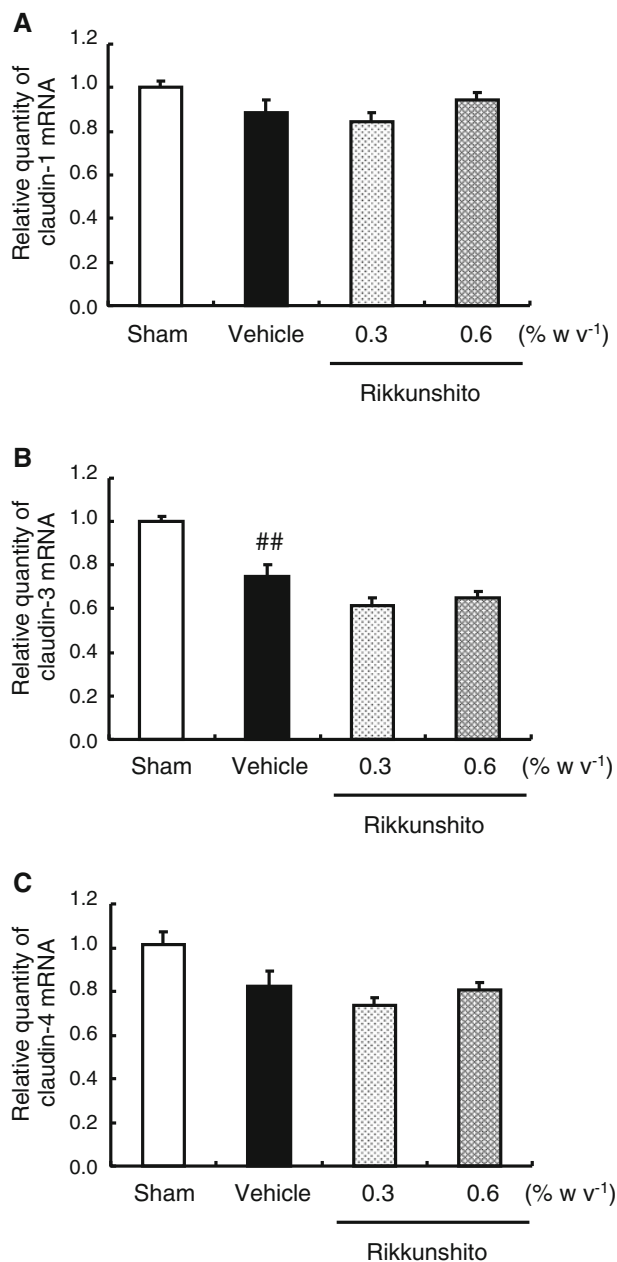 A
Relative quantity of
claudin-1 mRNA
1.2
1.0
0.8
0.6
0.4
0.2
0.0
Sham Vehicle 0.3 0.6 (% w v⁻¹)
Rikkunshito
B
Relative quantity of
claudin-3 mRNA
1.2
1.0
0.8
0.6
0.4
0.2
0.0
##
Sham Vehicle 0.3 0.6 (% w v⁻¹)
Rikkunshito
C
Relative quantity of
claudin-4 mRNA
1.2
1.0
0.8
0.6
0.4
0.2
0.0
Sham Vehicle 0.3 0.6 (% w v⁻¹)
Rikkunshito